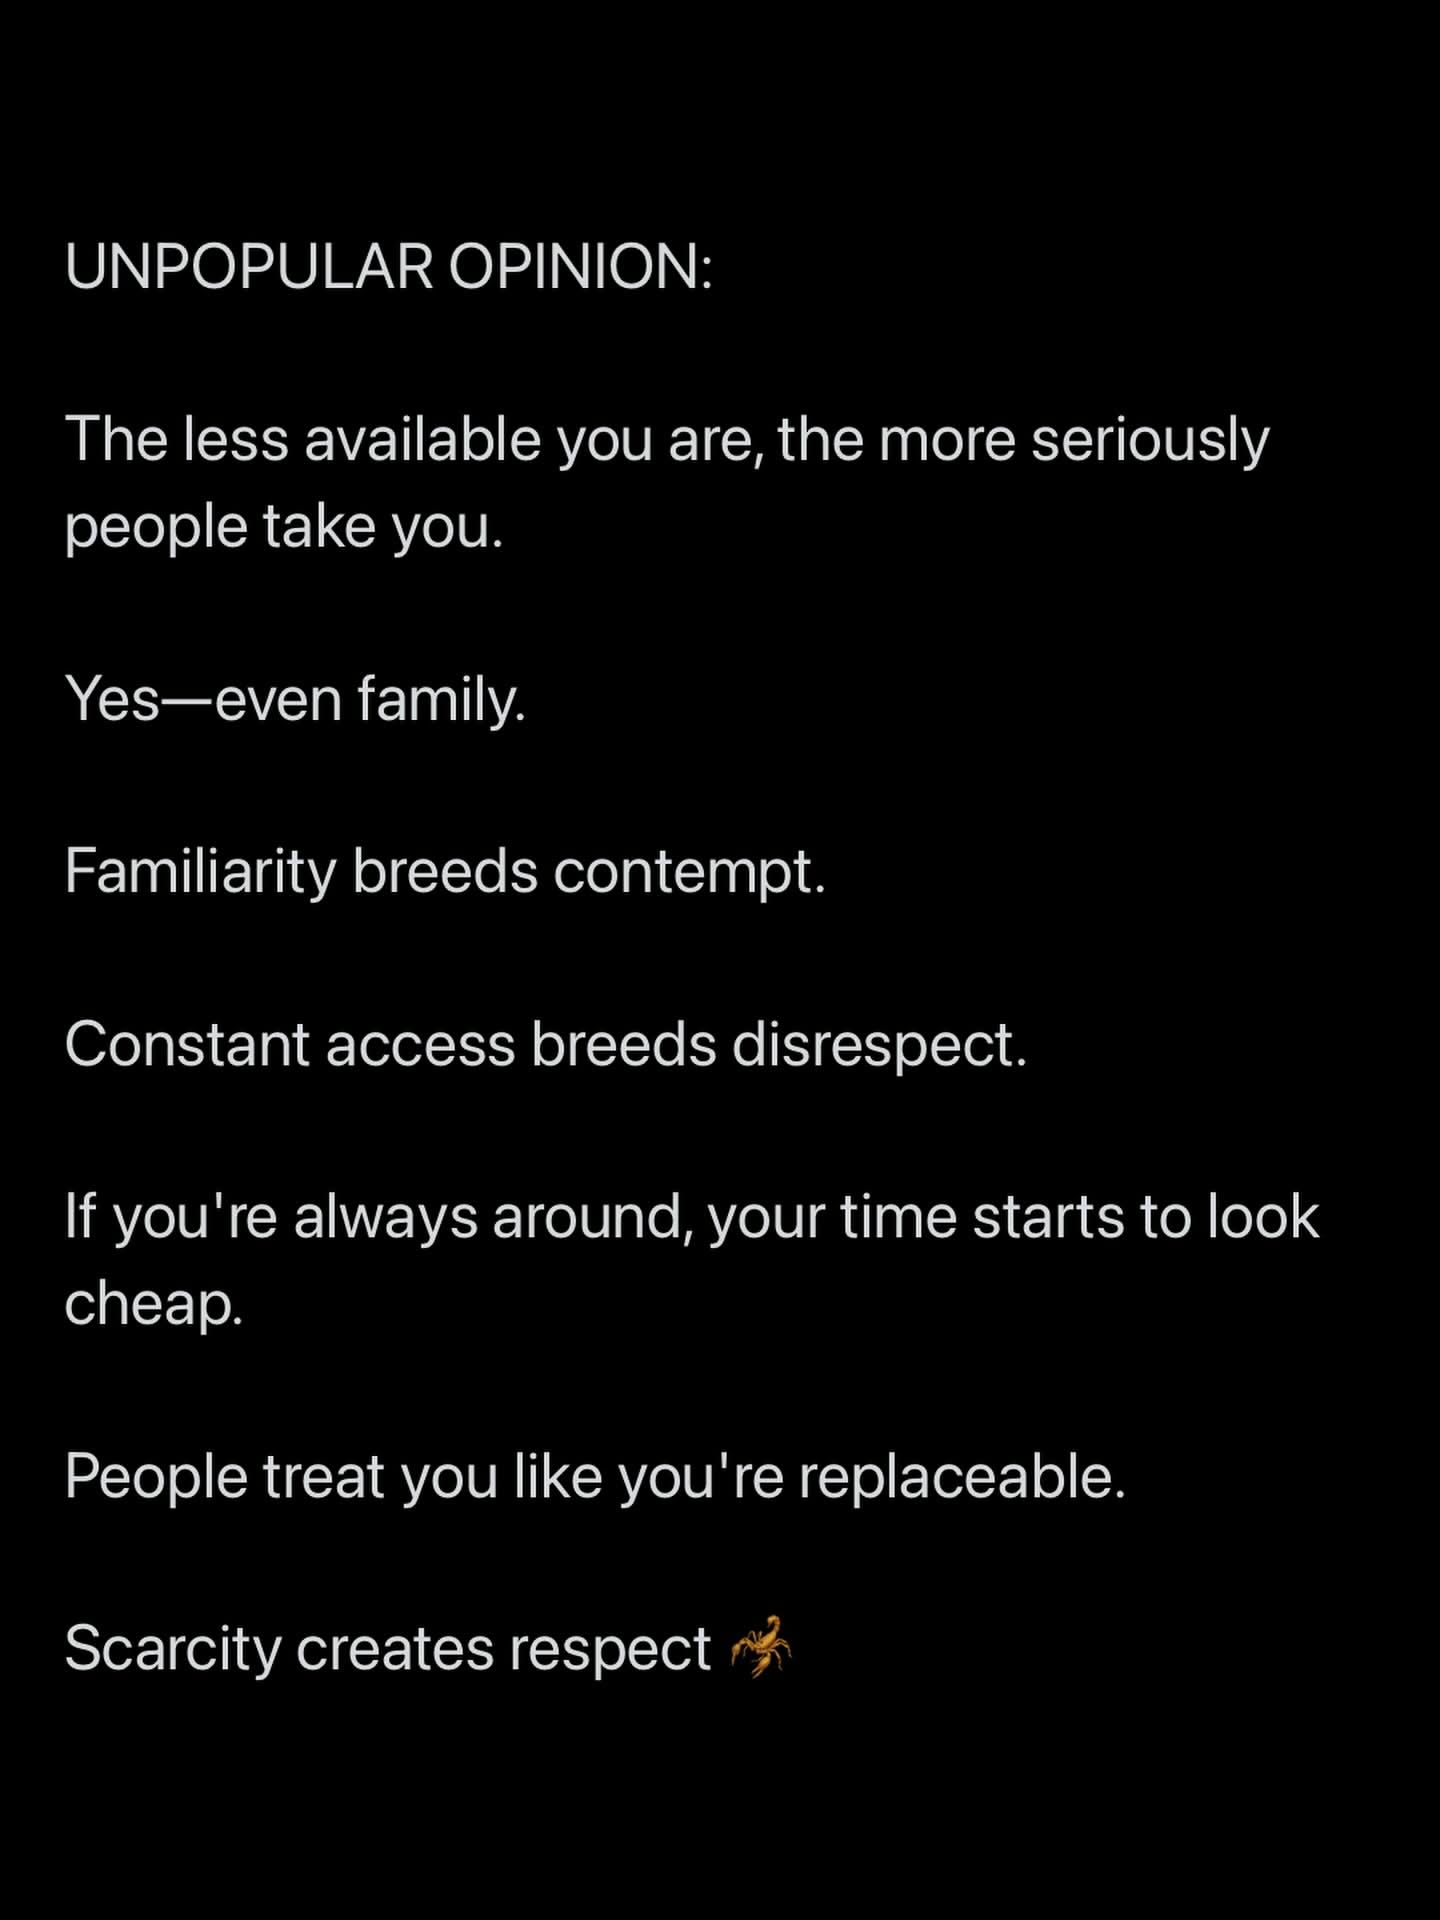 UNPOPULAR OPINION:
The less available you are, the more seriously
people take you.
Yes—even family.
Familiarity breeds contempt.
Constant access breeds disrespect.
If you're always around, your time starts to look
cheap.
People treat you like you're replaceable.
Scarcity creates respect 🦂